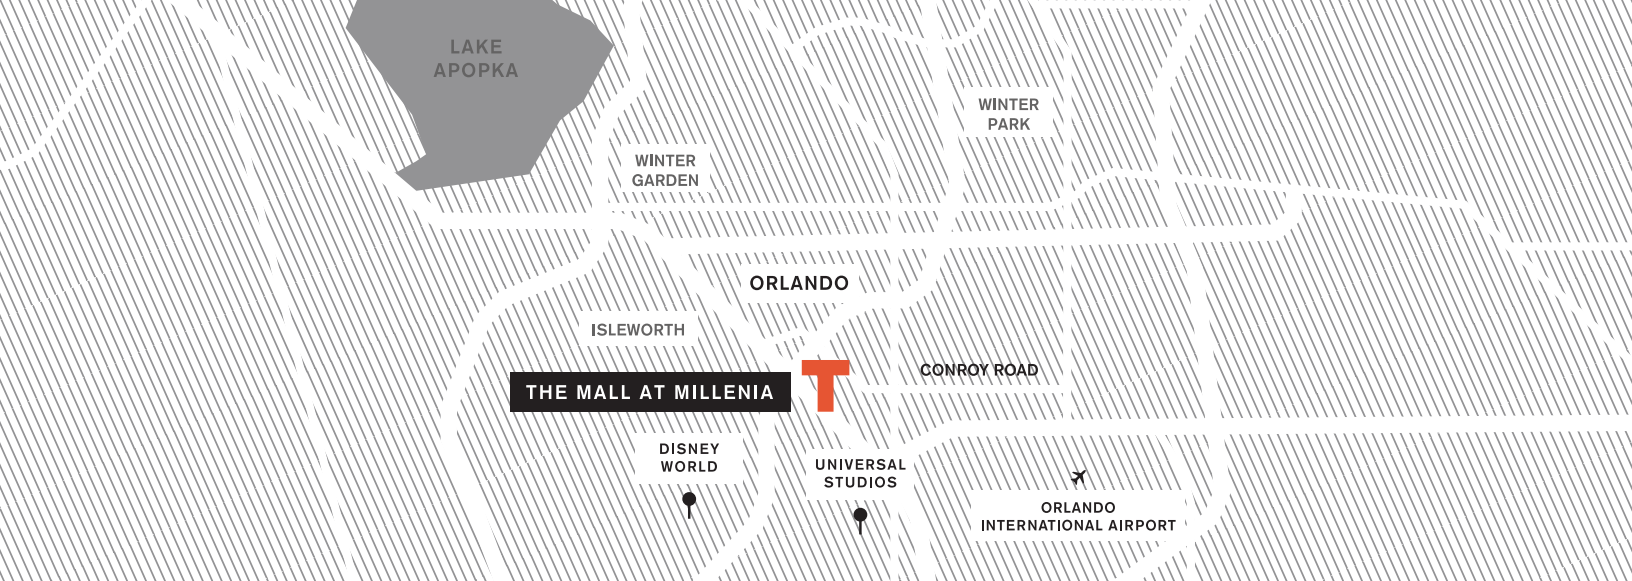 LAKE
APOPKA
WINTER
PARK
WINTER
GARDEN
ORLANDO
ISLEWORTH
CONROY ROAD
THE MALL AT MILLENIA
T
DISNEY
WORLD
UNIVERSAL
STUDIOS
ORLANDO
INTERNATIONAL AIRPORT